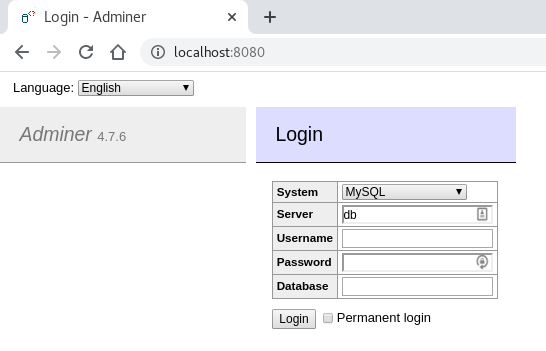 Login - Adminer
localhost:8080
Language: English
Adminer 4.7.6
Login
System MySQL
Server db
Username
Password
Database
Login Permanent login